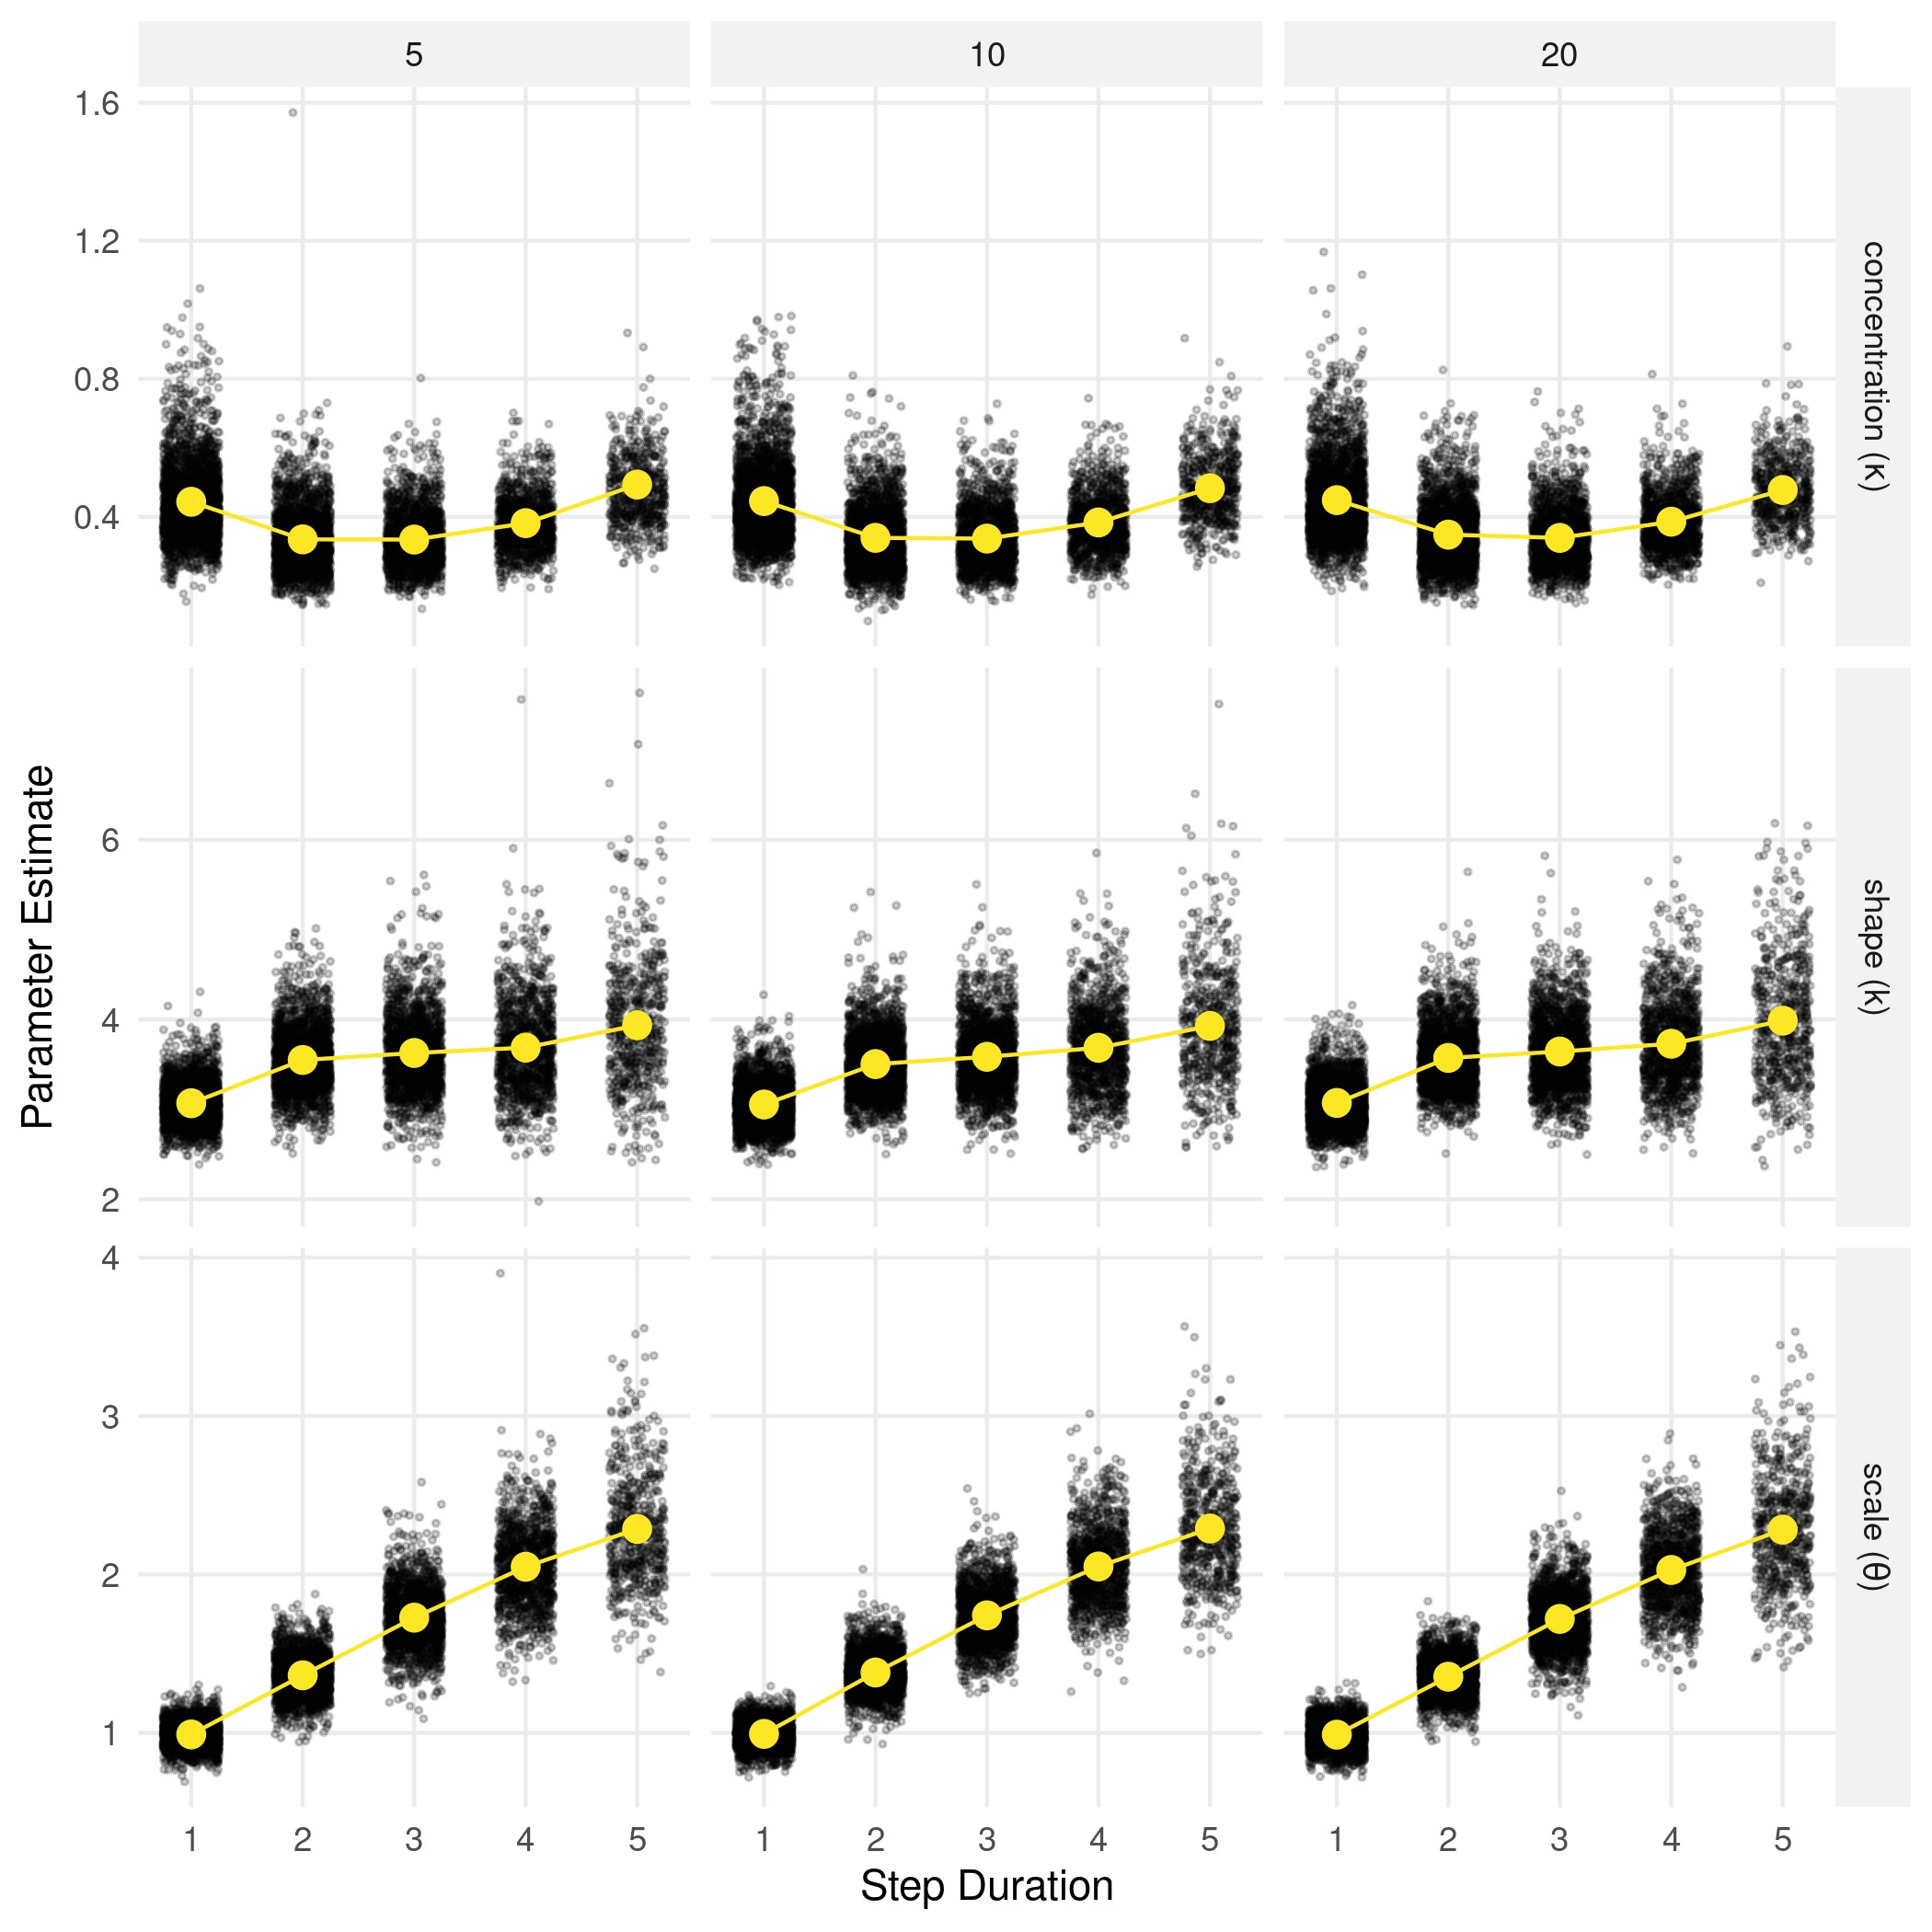 5 10 20
1.6
1.2
0.8
0.4
concentration (κ)
6
4
2
shape (k)
Parameter Estimate
4
3
2
1
scale (θ)
1 2 3 4 5 1 2 3 4 5 1 2 3 4 5
Step Duration